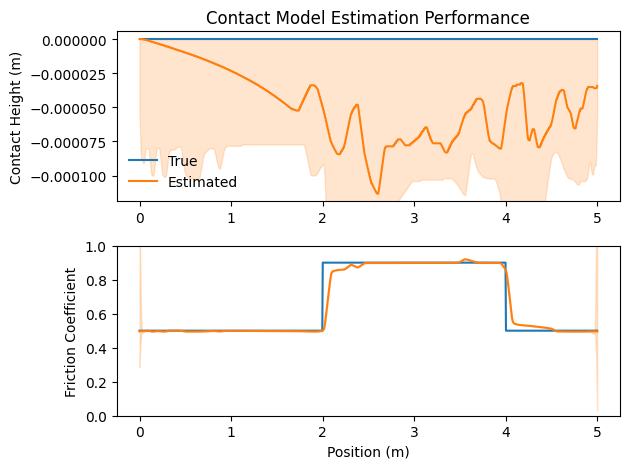 Contact Model Estimation Performance
Contact Height (m)
0.000000
−0.000025
−0.000050
−0.000075
−0.000100
True
Estimated
0 1 2 3 4 5
Friction Coefficient
1.0
0.8
0.6
0.4
0.2
0.0
0 1 2 3 4 5
Position (m)